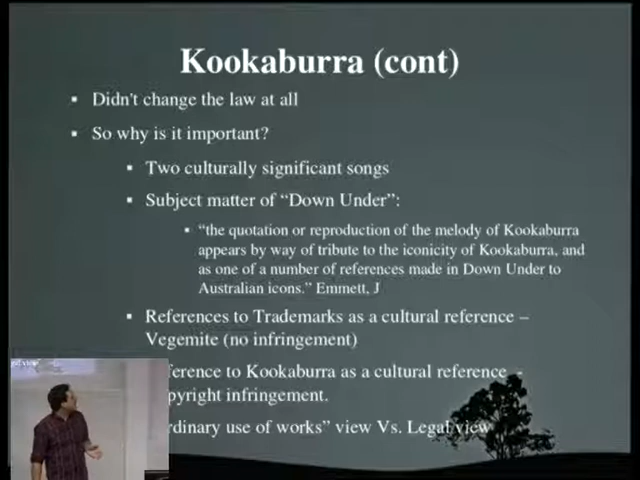 Kookaburra (cont)
Didn't change the law at all
So why is it important?
Two culturally significant songs
Subject matter of “Down Under”:
“the quotation or reproduction of the melody of Kookaburra
appears by way of tribute to the iconicity of Kookaburra, and
as one of a number of references made in Down Under to
Australian icons.” Emmett, J
References to Trademarks as a cultural reference –
Vegemite (no infringement)
ference to Kookaburra as a cultural reference -
pyright infringement.
rdinary use of works” view Vs. Legal view